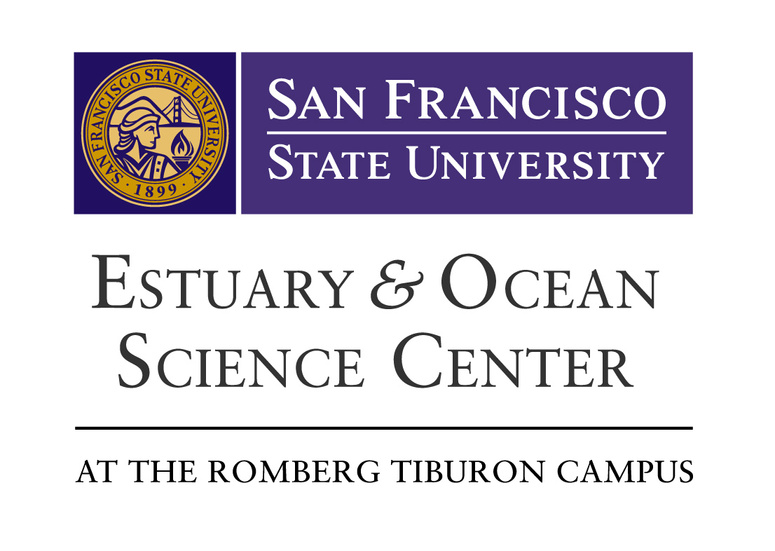 SAN FRANCISCO STATE UNIVERSITY
· 1899 ·
SAN FRANCISCO
STATE UNIVERSITY
ESTUARY & OCEAN
SCIENCE CENTER
AT THE ROMBERG TIBURON CAMPUS